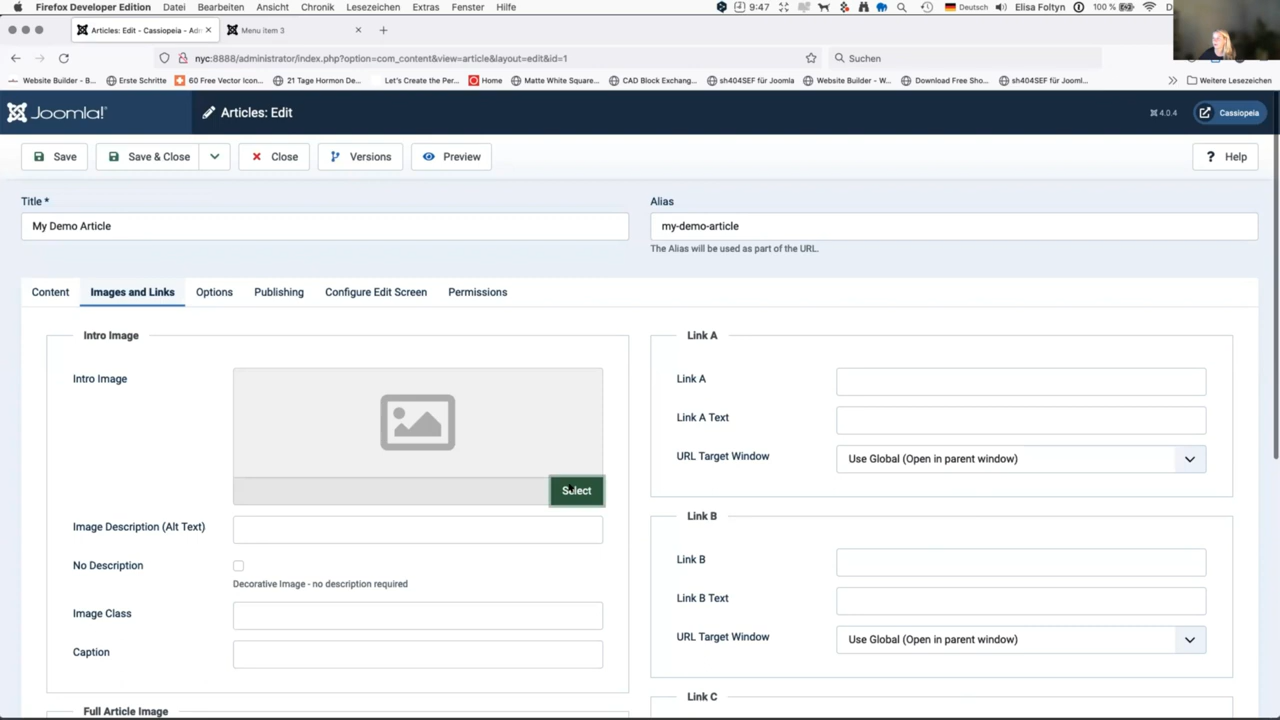 Firefox Developer Edition Datei Bearbeiten Ansicht Chronik Lesezeichen Extras Fenster Hilfe 9:47 Deutsch Elisa Foltyn 100 %
Articles: Edit - Cassiopeia - Adm Menu item 3
nyc:8888/administrator/index.php?option=com_content&view=article&layout=edit&id=1 Suchen
Website Builder - B... Erste Schritte 60 Free Vector Icon... 21 Tage Hormon De... Let's Create the Per... Home Matte White Square... CAD Block Exchang... sh404SEF für Joomla Website Builder - W... Download Free Sho... sh404SEF für Jooml... Weitere Lesezeichen
Joomla! Articles: Edit 4.0.4 Cassiopeia
Save Save & Close Close Versions Preview ? Help
Title * Alias
My Demo Article my-demo-article
The Alias will be used as part of the URL.
Content Images and Links Options Publishing Configure Edit Screen Permissions
Intro Image Link A
Intro Image Link A
Link A Text
URL Target Window Use Global (Open in parent window)
Select
Link B
Image Description (Alt Text)
Link B
No Description
Decorative Image - no description required
Link B Text
Image Class
URL Target Window Use Global (Open in parent window)
Caption
Link C
Full Article Image